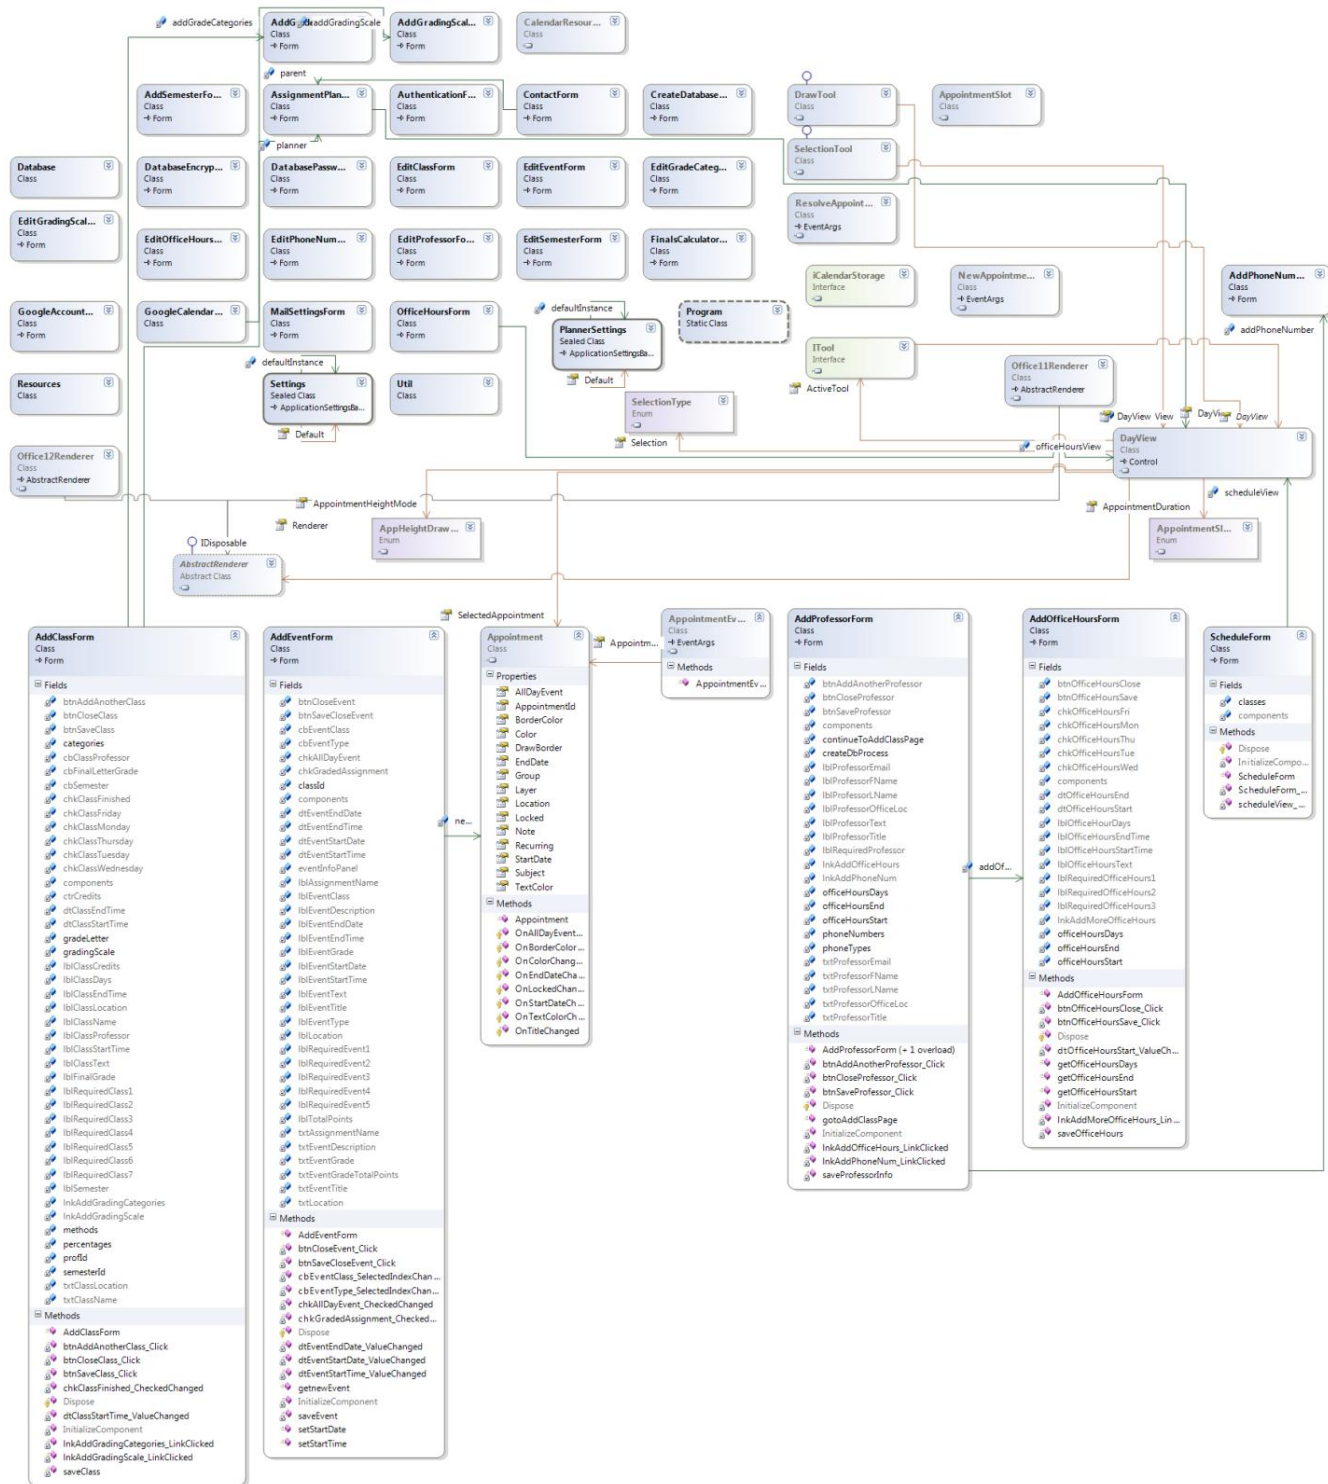 addGradeCategories
addGradingScale
AddGradingScal...
Class
Form
CalendarResour...
Class
Class
Form
parent
AddSemesterFo...
Class
Form
AssignmentPlan...
Class
Form
AuthenticationF...
Class
Form
ContactForm
Class
Form
CreateDatabase...
Class
Form
DrawTool
Class
AppointmentSlot
Class
planner
SelectionTool
Class
Database
Class
DatabaseEncryp...
Class
Form
DatabasePassw...
Class
Form
EditClassForm
Class
Form
EditEventForm
Class
Form
EditGradeCateg...
Class
Form
ResolveAppoint...
Class
EventArgs
EditGradingScal...
Class
Form
EditOfficeHours...
Class
Form
EditPhoneNum...
Class
Form
EditProfessorFo...
Class
Form
EditSemesterForm
Class
Form
FinalsCalculator...
Class
Form
iCalendarStorage
Interface
NewAppointme...
Class
EventArgs
AddPhoneNum...
Class
Form
addPhoneNumber
GoogleAccount...
Class
Form
GoogleCalendar...
Class
Form
MailSettingsForm
Class
Form
OfficeHoursForm
Class
Form
defaultInstance
PlannerSettings
Sealed Class
ApplicationSettingsBa...
Default
Program
Static Class
ITool
Interface
ActiveTool
Office11Renderer
Class
AbstractRenderer
defaultInstance
Resources
Class
Settings
Sealed Class
ApplicationSettingsBa...
Default
Util
Class
SelectionType
Enum
Selection
DayView
View
DayView
officeHoursView
DayView
Class
Control
Office12Renderer
Class
AbstractRenderer
AppointmentHeightMode
Renderer
IDisposable
AbstractRenderer
Abstract Class
AppHeightDraw...
Enum
scheduleView
AppointmentDuration
AppointmentSl...
Enum
SelectedAppointment
AddClassForm
Class
Form
Fields
btnAddAnotherClass
btnCloseClass
btnSaveClass
categories
cbClassProfessor
cbFinalLetterGrade
cbSemester
chkClassFinished
chkClassFriday
chkClassMonday
chkClassThursday
chkClassTuesday
chkClassWednesday
components
ctrCredits
dtClassEndTime
dtClassStartTime
gradeLetter
gradingScale
lblClassCredits
lblClassDays
lblClassEndTime
lblClassLocation
lblClassName
lblClassProfessor
lblClassStartTime
lblClassText
lblFinalGrade
lblRequiredClass1
lblRequiredClass2
lblRequiredClass3
lblRequiredClass4
lblRequiredClass5
lblRequiredClass6
lblRequiredClass7
lblSemester
lnkAddGradingCategories
lnkAddGradingScale
methods
percentages
profId
semesterId
txtClassLocation
txtClassName
Methods
AddClassForm
btnAddAnotherClass_Click
btnCloseClass_Click
btnSaveClass_Click
chkClassFinished_CheckedChanged
Dispose
dtClassStartTime_ValueChanged
InitializeComponent
lnkAddGradingCategories_LinkClicked
lnkAddGradingScale_LinkClicked
saveClass
AddEventForm
Class
Form
Fields
btnCloseEvent
btnSaveCloseEvent
cbEventClass
cbEventType
chkAllDayEvent
chkGradedAssignment
classId
components
dtEventEndDate
dtEventEndTime
dtEventStartDate
dtEventStartTime
eventInfoPanel
lblAssignmentName
lblEventClass
lblEventDescription
lblEventEndDate
lblEventEndTime
lblEventGrade
lblEventStartDate
lblEventStartTime
lblEventText
lblEventTitle
lblEventType
lblLocation
lblRequiredEvent1
lblRequiredEvent2
lblRequiredEvent3
lblRequiredEvent4
lblRequiredEvent5
lblTotalPoints
txtAssignmentName
txtEventDescription
txtEventGrade
txtEventGradeTotalPoints
txtEventTitle
txtLocation
Methods
AddEventForm
btnCloseEvent_Click
btnSaveCloseEvent_Click
cbEventClass_SelectedIndexChan...
cbEventType_SelectedIndexChan...
chkAllDayEvent_CheckedChanged
chkGradedAssignment_Checked...
Dispose
dtEventEndDate_ValueChanged
dtEventStartDate_ValueChanged
dtEventStartTime_ValueChanged
getnewEvent
InitializeComponent
saveEvent
setStartDate
setStartTime
ne...
Appointment
Class
Properties
AllDayEvent
AppointmentId
BorderColor
Color
DrawBorder
EndDate
Group
Layer
Location
Locked
Note
Recurring
StartDate
Subject
TextColor
Methods
Appointment
OnAllDayEvent...
OnBorderColor...
OnColorChang...
OnEndDateCha...
OnLockedChan...
OnStartDateCh...
OnTextColorCh...
OnTitleChanged
Appointm...
AppointmentEv...
Class
EventArgs
Methods
AppointmentEv...
AddProfessorForm
Class
Form
Fields
btnAddAnotherProfessor
btnCloseProfessor
btnSaveProfessor
components
continueToAddClassPage
createDbProcess
lblProfessorEmail
lblProfessorFName
lblProfessorLName
lblProfessorOfficeLoc
lblProfessorText
lblProfessorTitle
lblRequiredProfessor
lnkAddOfficeHours
lnkAddPhoneNum
officeHoursDays
officeHoursEnd
officeHoursStart
phoneNumbers
phoneTypes
txtProfessorEmail
txtProfessorFName
txtProfessorLName
txtProfessorOfficeLoc
txtProfessorTitle
Methods
AddProfessorForm (+ 1 overload)
btnAddAnotherProfessor_Click
btnCloseProfessor_Click
btnSaveProfessor_Click
Dispose
gotoAddClassPage
InitializeComponent
lnkAddOfficeHours_LinkClicked
lnkAddPhoneNum_LinkClicked
saveProfessorInfo
addOf...
AddOfficeHoursForm
Class
Form
Fields
btnOfficeHoursClose
btnOfficeHoursSave
chkOfficeHoursFri
chkOfficeHoursMon
chkOfficeHoursThu
chkOfficeHoursTue
chkOfficeHoursWed
components
dtOfficeHoursEnd
dtOfficeHoursStart
lblOfficeHourDays
lblOfficeHoursEndTime
lblOfficeHoursStartTime
lblOfficeHoursText
lblRequiredOfficeHours1
lblRequiredOfficeHours2
lblRequiredOfficeHours3
lnkAddMoreOfficeHours
officeHoursDays
officeHoursEnd
officeHoursStart
Methods
AddOfficeHoursForm
btnOfficeHoursClose_Click
btnOfficeHoursSave_Click
Dispose
dtOfficeHoursStart_ValueCh...
getOfficeHoursDays
getOfficeHoursEnd
getOfficeHoursStart
InitializeComponent
lnkAddMoreOfficeHours_Lin...
saveOfficeHours
ScheduleForm
Class
Form
Fields
classes
components
Methods
Dispose
InitializeCompo...
ScheduleForm
ScheduleForm_...
scheduleView_...